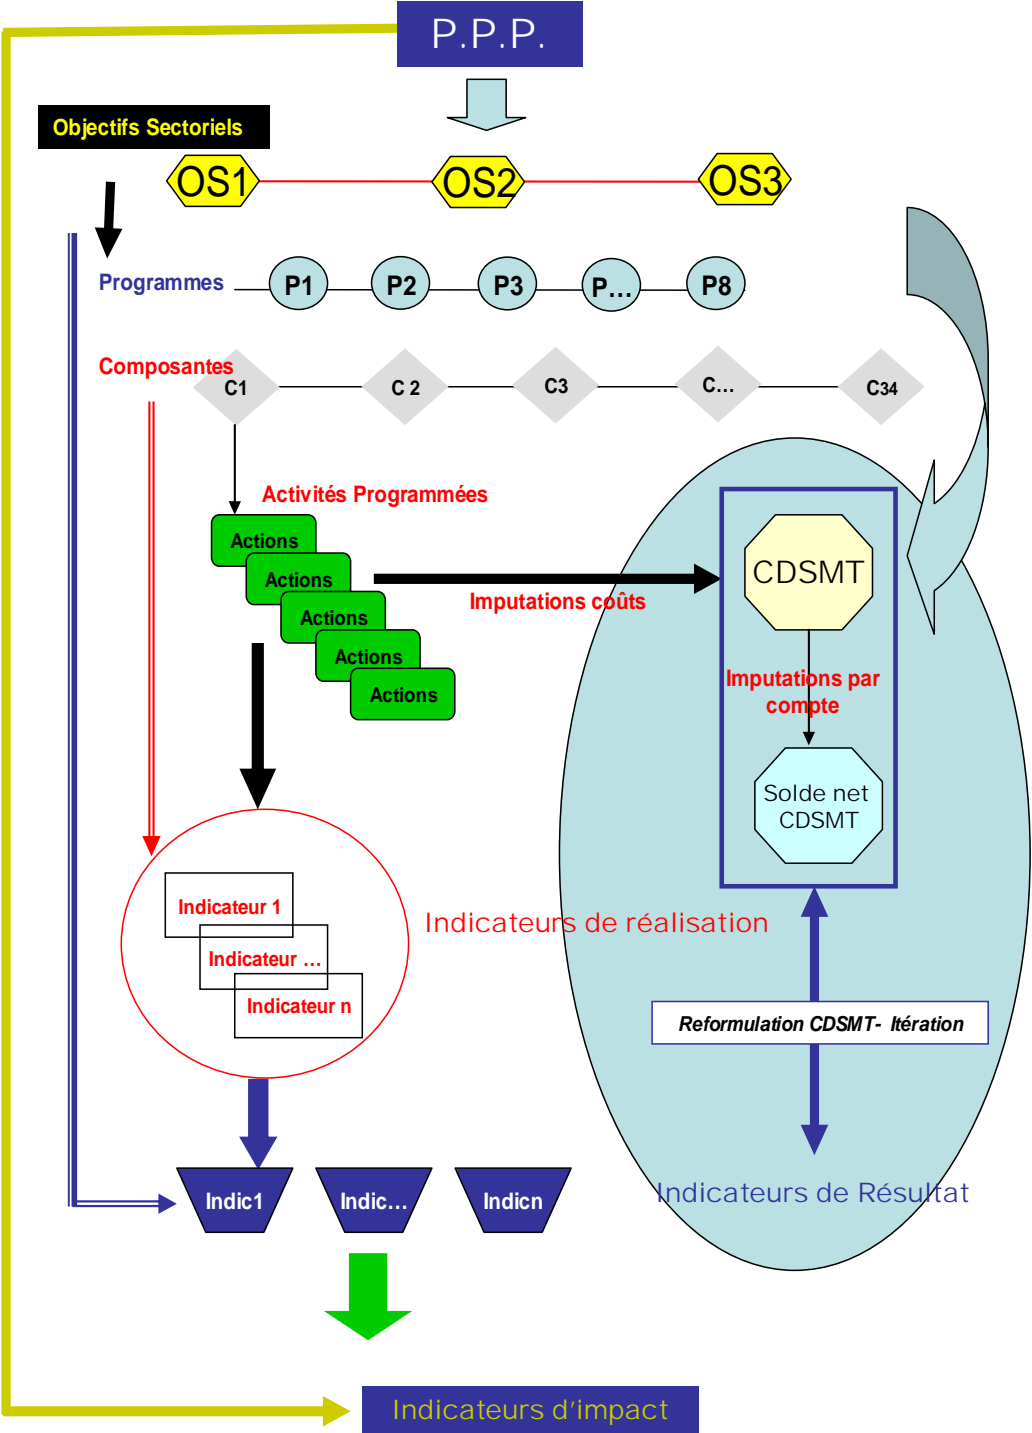 P.P.P.
Objectifs Sectoriels
OS1 OS2 OS3
Programmes P1 P2 P3 P... P8
Composantes
C1 C 2 C3 C... C34
Activités Programmées
Actions
Actions
Actions
Actions
Actions
Imputations coûts
CDSMT
Imputations par
compte
Solde net
CDSMT
Indicateur 1
Indicateur ...
Indicateur n
Indicateurs de réalisation
Reformulation CDSMT- Itération
Indic1 Indic... Indicn
Indicateurs de Résultat
Indicateurs d'impact